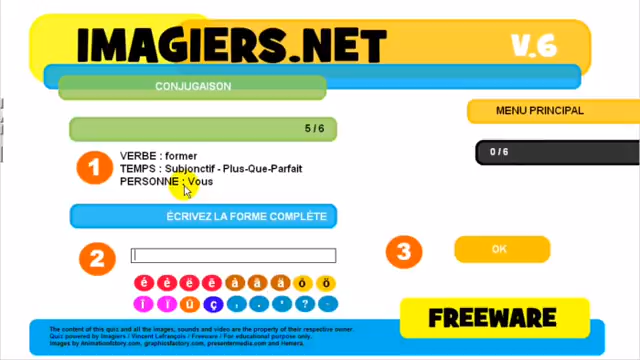 IMAGIERS.NET
V.6
CONJUGAISON
MENU PRINCIPAL
5 / 6
0 / 6
1
VERBE : former
TEMPS : Subjonctif - Plus-Que-Parfait
PERSONNE : Vous
ÉCRIVEZ LA FORME COMPLÈTE
2
3
OK
FREEWARE
The content of this quiz and all the images, sounds and video are the property of their respective owner.
Quiz powered by Imagiers / Vincent Lefrançois / Freeware / For educational purpose only.
Images by Animationfctory.com, graphicsfactory.com, presentermedia.com and Hemera.